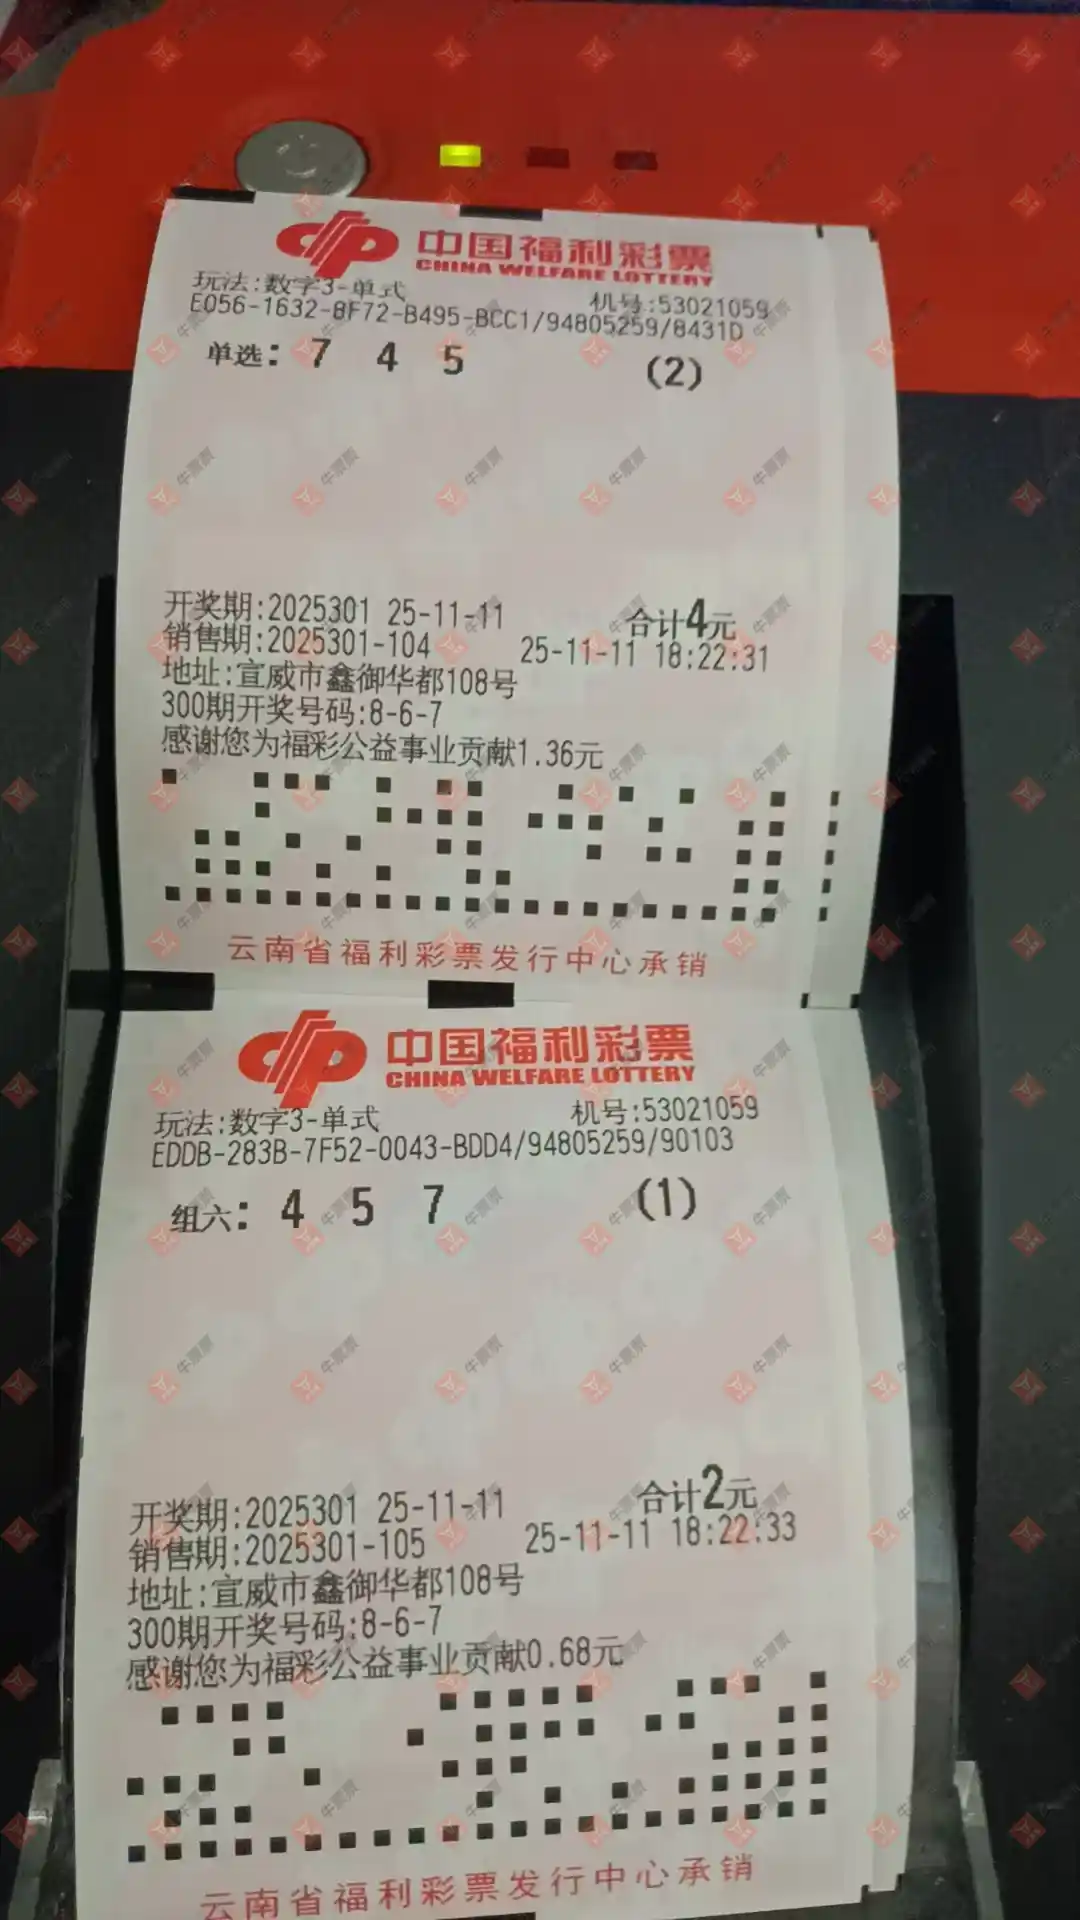 中国福利彩票
CHINA WELFARE LOTTERY
玩法:数字3-单式 机号:53021059
E056-1632-8F72-B495-BCC1/94805259/8431D
单选: 7 4 5 (2)
开奖期:2025301 25-11-11 合计4元
销售期:2025301-104 25-11-11 18:22:31
地址:宣威市鑫御华都108号
300期开奖号码:8-6-7
感谢您为福彩公益事业贡献1.36元
云南省福利彩票发行中心承销
中国福利彩票
CHINA WELFARE LOTTERY
玩法:数字3-单式 机号:53021059
EDDB-283B-7F52-0043-BDD4/94805259/90103
组六: 4 5 7 (1)
开奖期:2025301 25-11-11 合计2元
销售期:2025301-105 25-11-11 18:22:33
地址:宣威市鑫御华都108号
300期开奖号码:8-6-7
感谢您为福彩公益事业贡献0.68元
云南省福利彩票发行中心承销